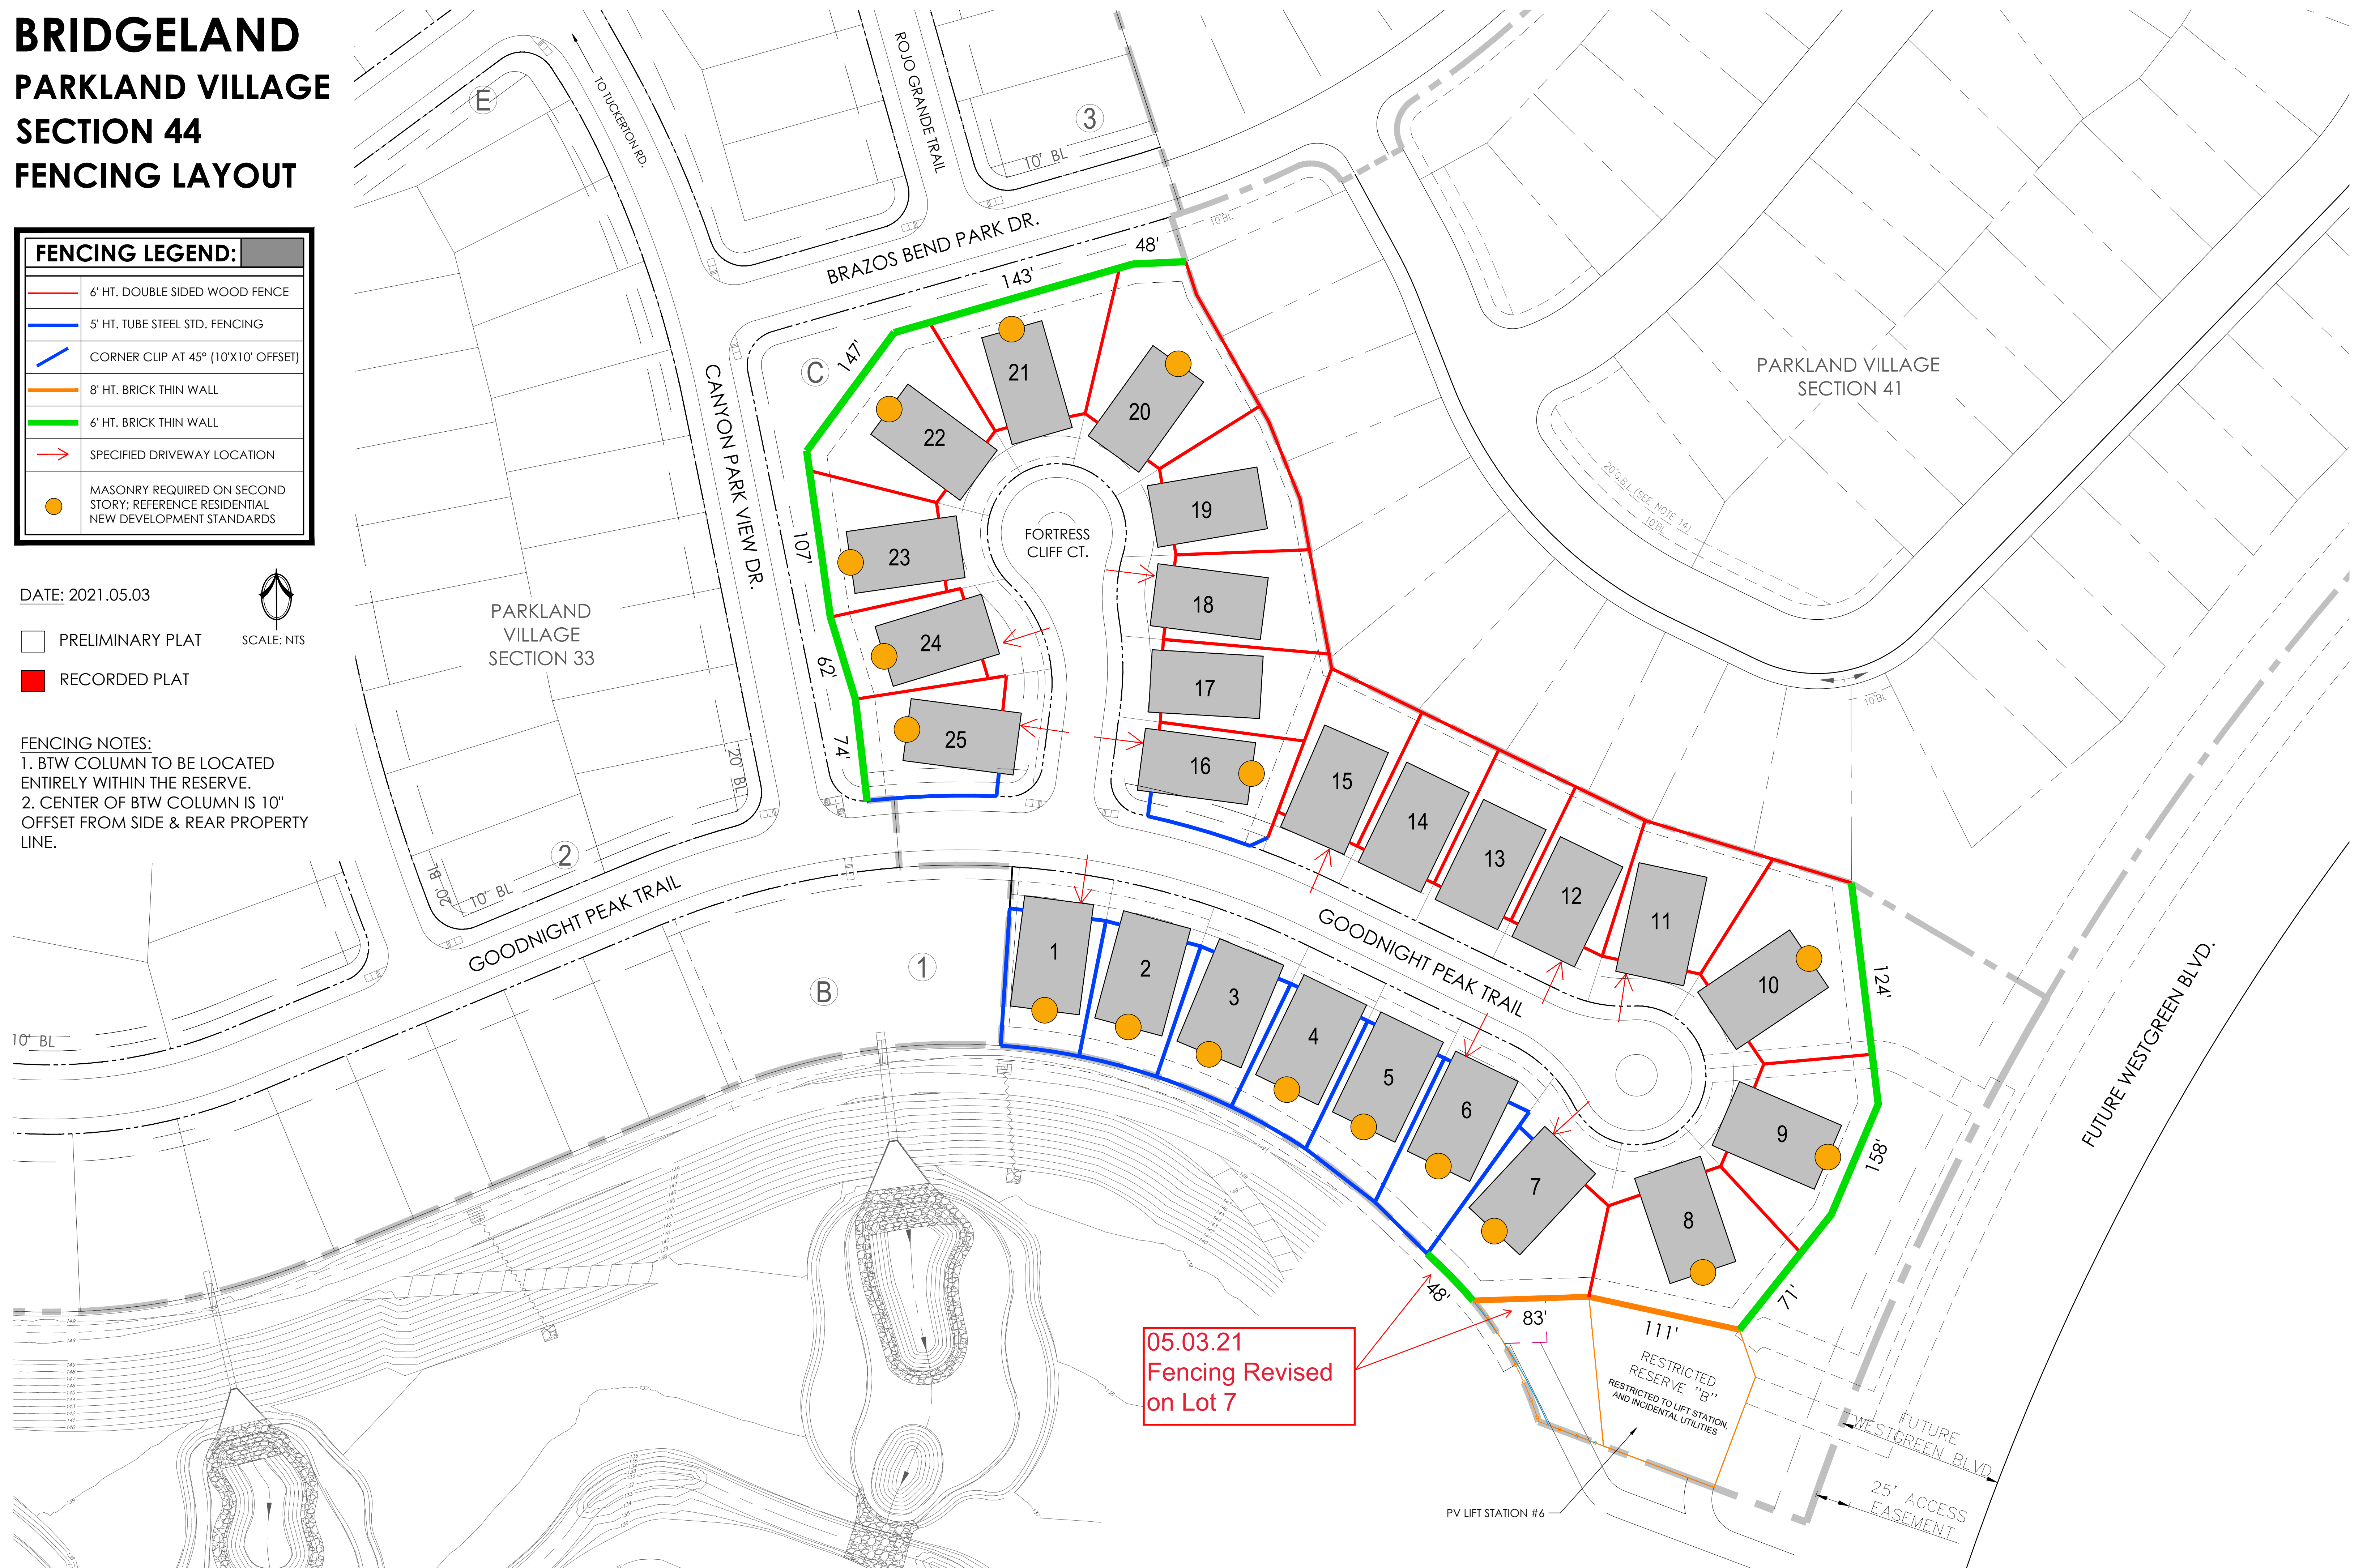 BRIDGELAND
PARKLAND VILLAGE
SECTION 44
FENCING LAYOUT
FENCING LEGEND:
6' HT. DOUBLE SIDED WOOD FENCE
5' HT. TUBE STEEL STD. FENCING
CORNER CLIP AT 45° (10'X10' OFFSET)
8' HT. BRICK THIN WALL
6' HT. BRICK THIN WALL
SPECIFIED DRIVEWAY LOCATION
MASONRY REQUIRED ON SECOND
STORY; REFERENCE RESIDENTIAL
NEW DEVELOPMENT STANDARDS
DATE: 2021.05.03
SCALE: NTS
PRELIMINARY PLAT
RECORDED PLAT
FENCING NOTES:
1. BTW COLUMN TO BE LOCATED
ENTIRELY WITHIN THE RESERVE.
2. CENTER OF BTW COLUMN IS 10"
OFFSET FROM SIDE & REAR PROPERTY
LINE.
E
TO TUCKERTON RD.
ROJO GRANDE TRAIL
3
10' BL
BRAZOS BEND PARK DR.
48'
10'BL
143'
147'
C
CANYON PARK VIEW DR.
107'
62'
74'
PARKLAND
VILLAGE
SECTION 33
20' BL
20' BL
10' BL
2
GOODNIGHT PEAK TRAIL
10' BL
B
1
21
22
20
23
19
24
18
17
25
16
FORTRESS
CLIFF CT.
PARKLAND VILLAGE
SECTION 41
20'G.B.L.(SEE NOTE 14)
10'BL
10'BL
15
14
13
12
11
10
9
8
7
6
5
4
3
2
1
GOODNIGHT PEAK TRAIL
124'
158'
71'
111'
83'
48'
FUTURE WESTGREEN BLVD.
05.03.21
Fencing Revised
on Lot 7
RESTRICTED
RESERVE "B"
RESTRICTED TO LIFT STATION,
AND INCIDENTAL UTILITIES
PV LIFT STATION #6
FUTURE
WESTGREEN BLVD
25' ACCESS
EASEMENT